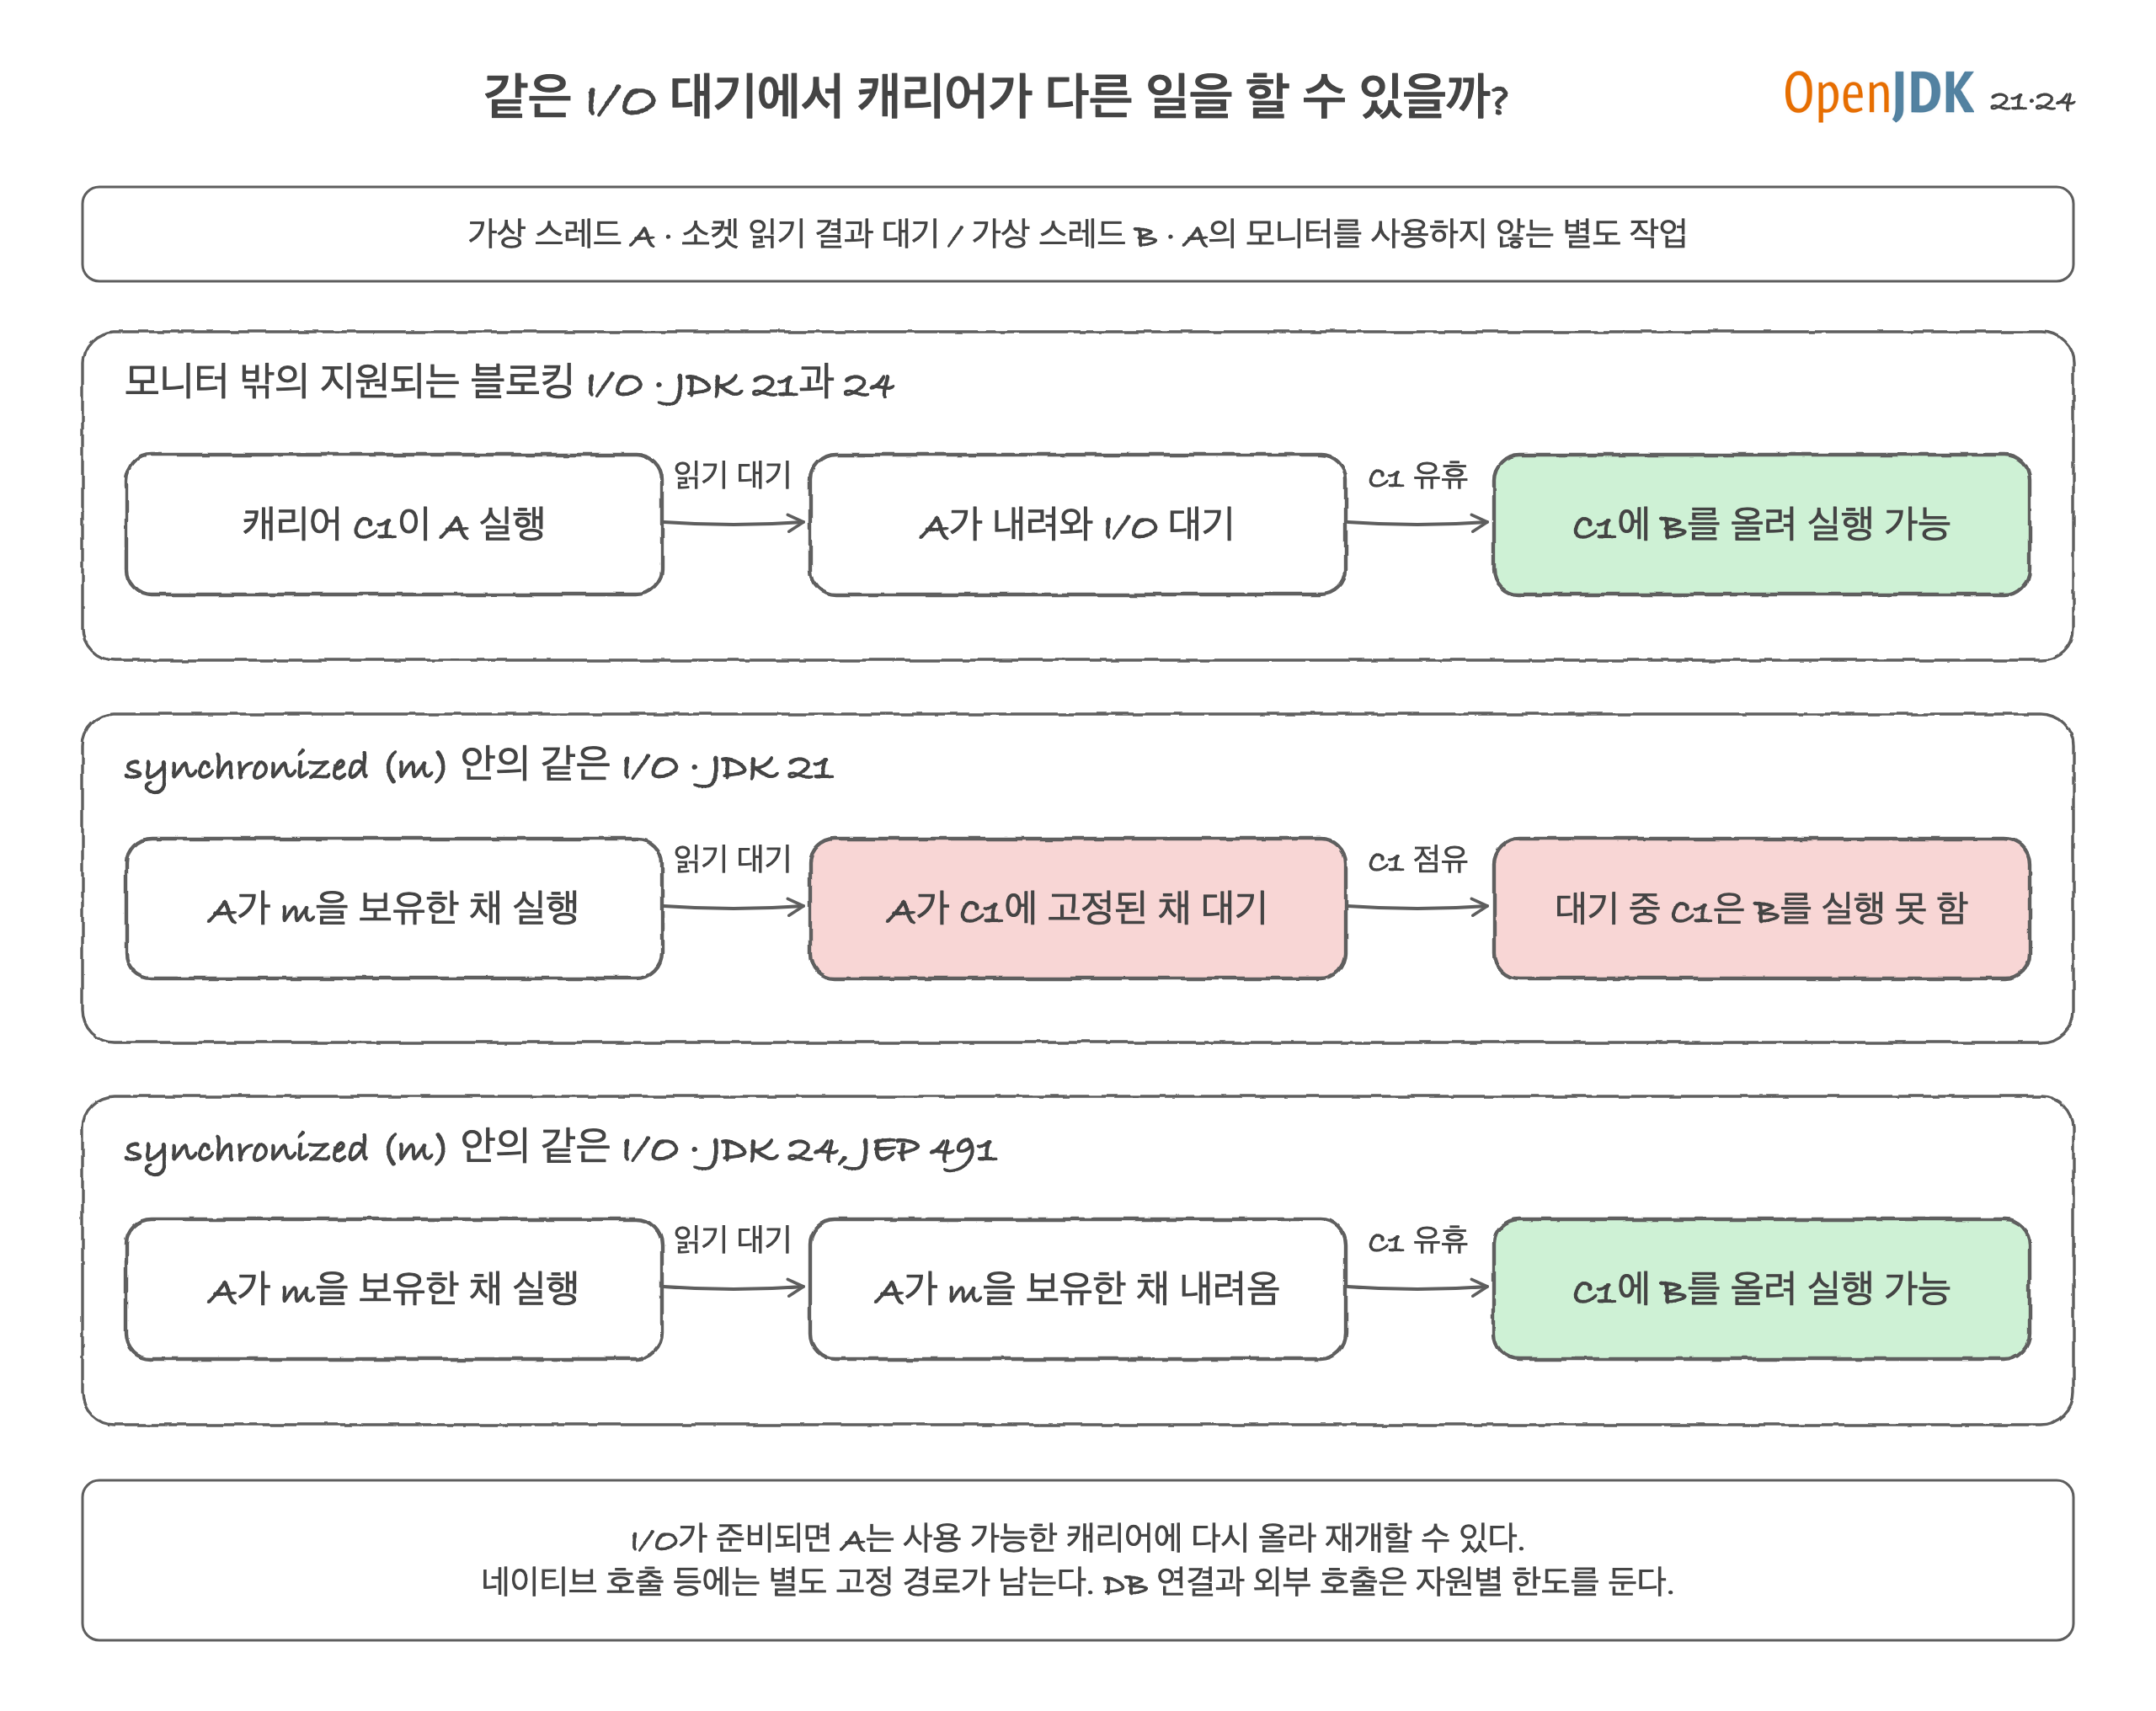 같은 I/O 대기에서 캐리어가 다른 일을 할 수 있을까?
OpenJDK 21·24
가상 스레드 A · 소켓 읽기 결과 대기 / 가상 스레드 B · A의 모니터를 사용하지 않는 별도 작업
모니터 밖의 지원되는 블로킹 I/O · JDK 21과 24
캐리어 C1이 A 실행
읽기 대기
A가 내려와 I/O 대기
C1 유휴
C1에 B를 올려 실행 가능
synchronized (m) 안의 같은 I/O · JDK 21
A가 m을 보유한 채 실행
읽기 대기
A가 C1에 고정된 채 대기
C1 점유
대기 중 C1은 B를 실행 못 함
synchronized (m) 안의 같은 I/O · JDK 24, JEP 491
A가 m을 보유한 채 실행
읽기 대기
A가 m을 보유한 채 내려옴
C1 유휴
C1에 B를 올려 실행 가능
I/O가 준비되면 A는 사용 가능한 캐리어에 다시 올라 재개할 수 있다.
네이티브 호출 등에는 별도 고정 경로가 남는다. DB 연결과 외부 호출은 자원별 한도를 둔다.